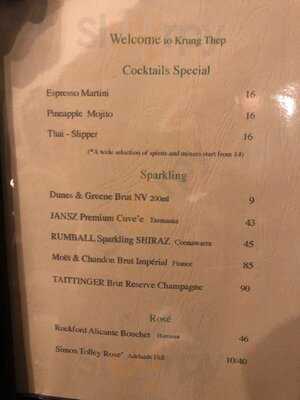 Welcome to Krung Thep
Cocktails Special
Espresso Martini 16
Pineapple Mojito 16
Thai - Slipper 16
(*A wide selection of spirits and mixers start from 14)
Sparkling
Dunes & Greene Brut NV 200ml 9
JANSZ Premium Cuve'e Tasmania 43
RUMBALL Sparkling SHIRAZ Coonawarra 45
Moët & Chandon Brut Impérial France 85
TAITTINGER Brut Reserve Champagne 90
Rosé
Rockford Alicante Bouchet 46
Simon Tolley Rose' Adelaide Hill 10/40